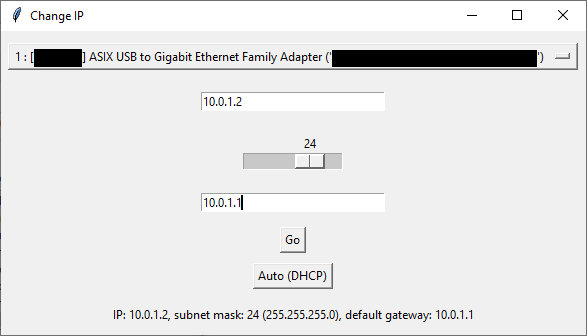 Change IP
1 : [ ] ASIX USB to Gigabit Ethernet Family Adapter (' ')
10.0.1.2
24
10.0.1.1
Go
Auto (DHCP)
IP: 10.0.1.2, subnet mask: 24 (255.255.255.0), default gateway: 10.0.1.1